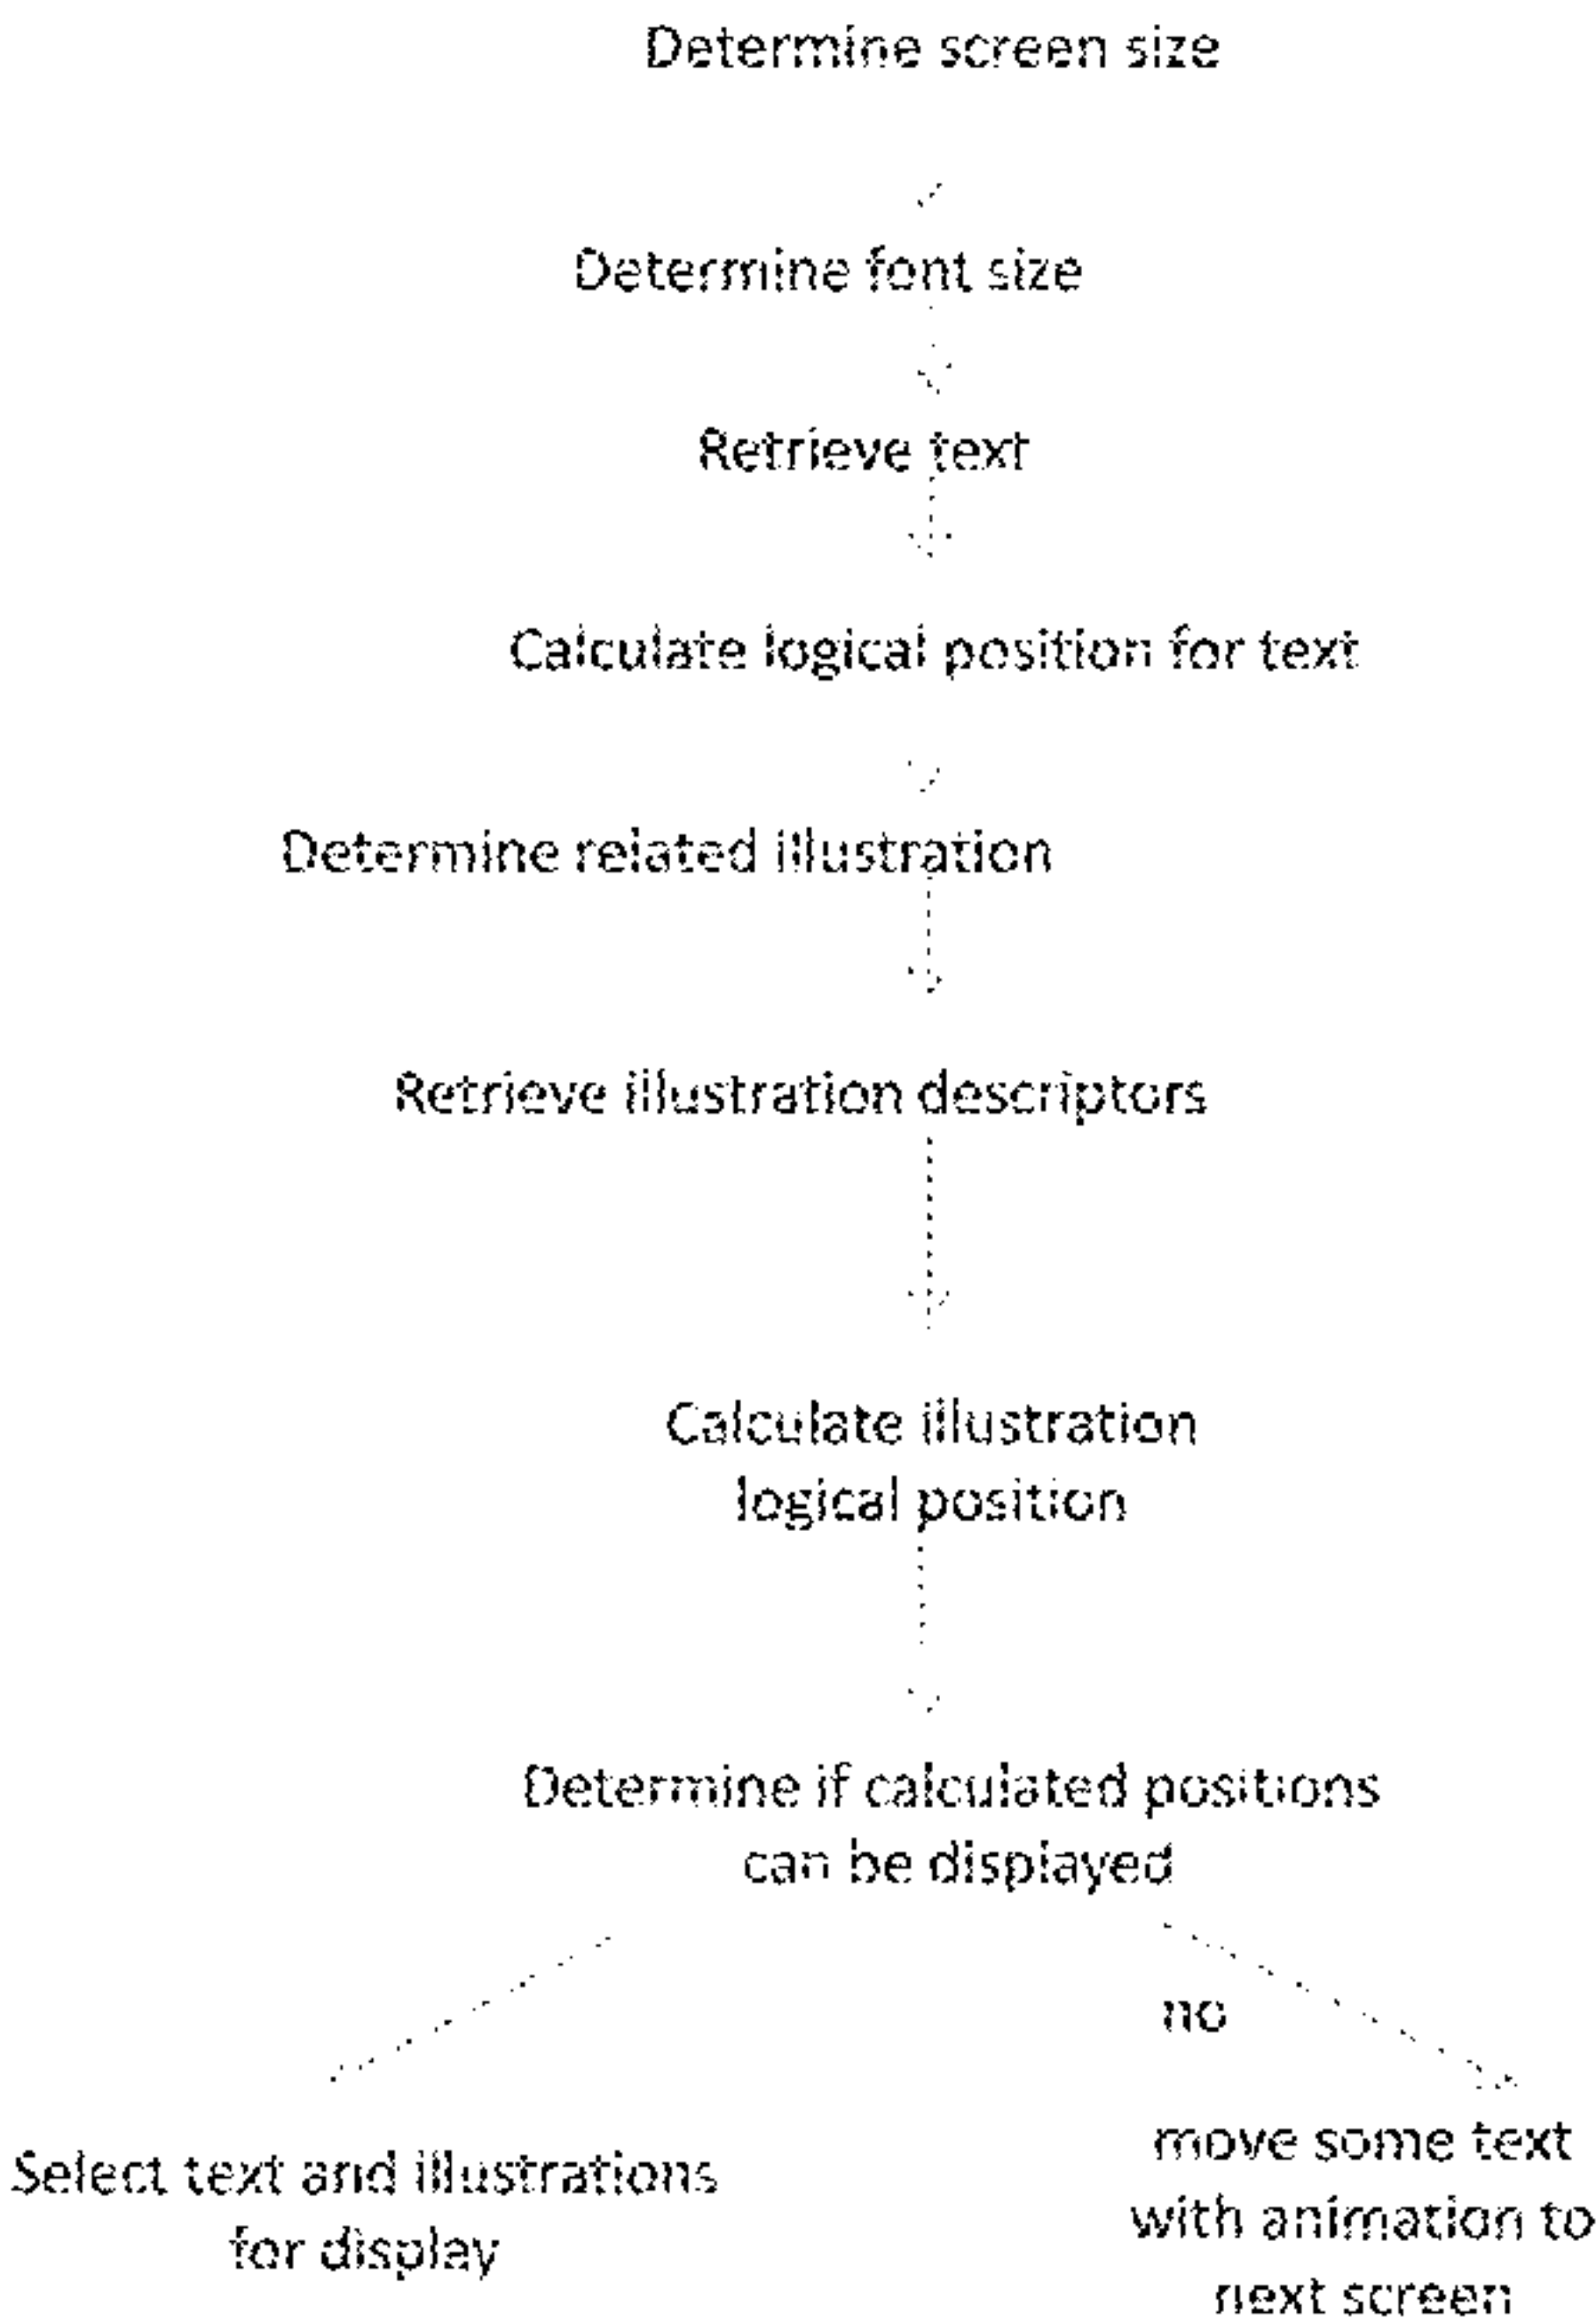 Determine screen size
Determine font size
Retrieve text
Calculate logical position for text
Determine related illustration
Retrieve illustration descriptors
Calculate illustration
logical position
Determine if calculated positions
can be displayed
no
Select text and illustrations
for display
move some text
with animation to
next screen